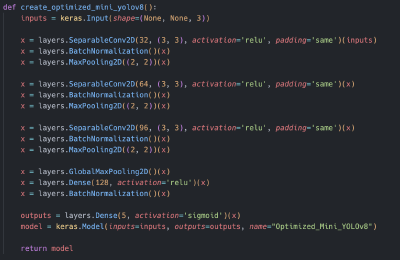 def create_optimized_mini_yolov8():
inputs = keras.Input(shape=(None, None, 3))
x = layers.SeparableConv2D(32, (3, 3), activation='relu', padding='same')(inputs)
x = layers.BatchNormalization()(x)
x = layers.MaxPooling2D((2, 2))(x)
x = layers.SeparableConv2D(64, (3, 3), activation='relu', padding='same')(x)
x = layers.BatchNormalization()(x)
x = layers.MaxPooling2D((2, 2))(x)
x = layers.SeparableConv2D(96, (3, 3), activation='relu', padding='same')(x)
x = layers.BatchNormalization()(x)
x = layers.MaxPooling2D((2, 2))(x)
x = layers.GlobalMaxPooling2D()(x)
x = layers.Dense(128, activation='relu')(x)
x = layers.BatchNormalization()(x)
outputs = layers.Dense(5, activation='sigmoid')(x)
model = keras.Model(inputs=inputs, outputs=outputs, name="Optimized_Mini_YOLOv8")
return model